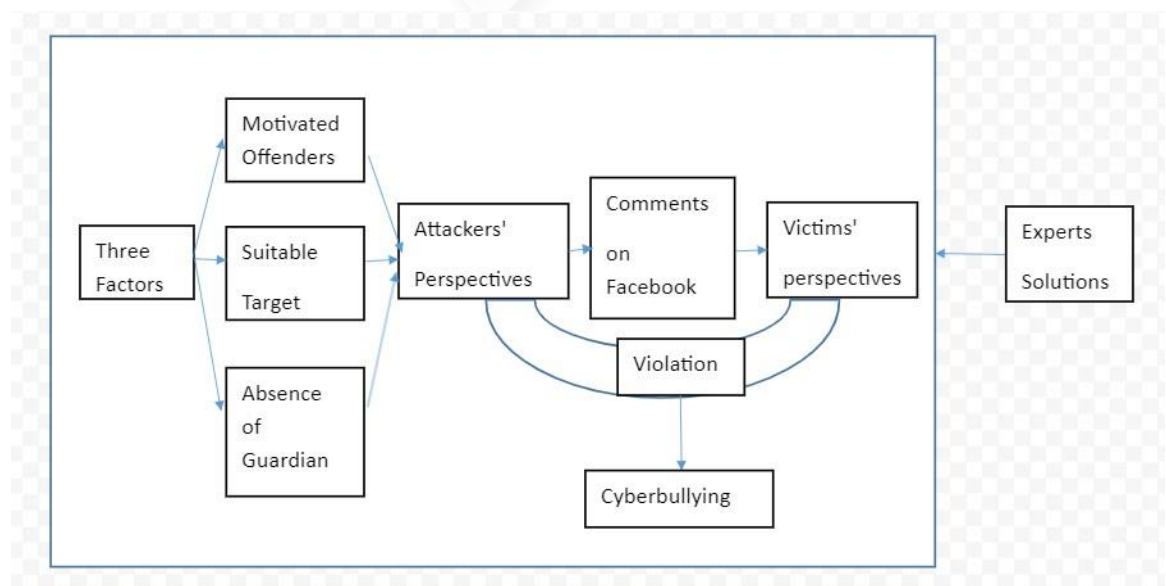 Motivated
Offenders
Three
Factors
Suitable
Target
Absence
of
Guardian
Attackers'
Perspectives
Comments
on
Facebook
Victims'
perspectives
Violation
Cyberbullying
Experts
Solutions